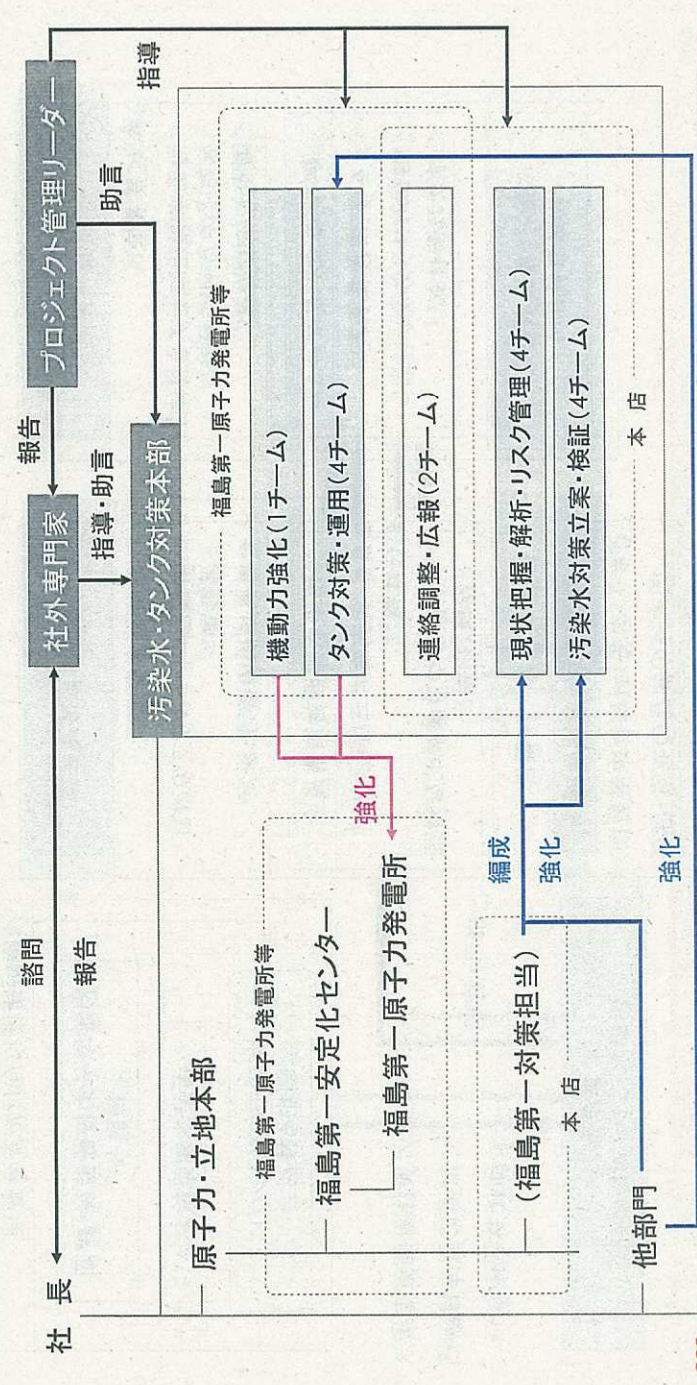 社 長
諮問
報告
社外専門家
報告
プロジェクト管理リーダー
指導・助言
助言
指導
汚染水・タンク対策本部
原子力・立地本部
福島第一原子力発電所等
福島第一安定化センター
福島第一原子力発電所
強化
福島第一原子力発電所等
機動力強化(1チーム)
タンク対策・運用(4チーム)
連絡調整・広報(2チーム)
(福島第一対策担当)
本 店
編成
強化
現状把握・解析・リスク管理(4チーム)
汚染水対策立案・検証(4チーム)
本 店
他部門
強化